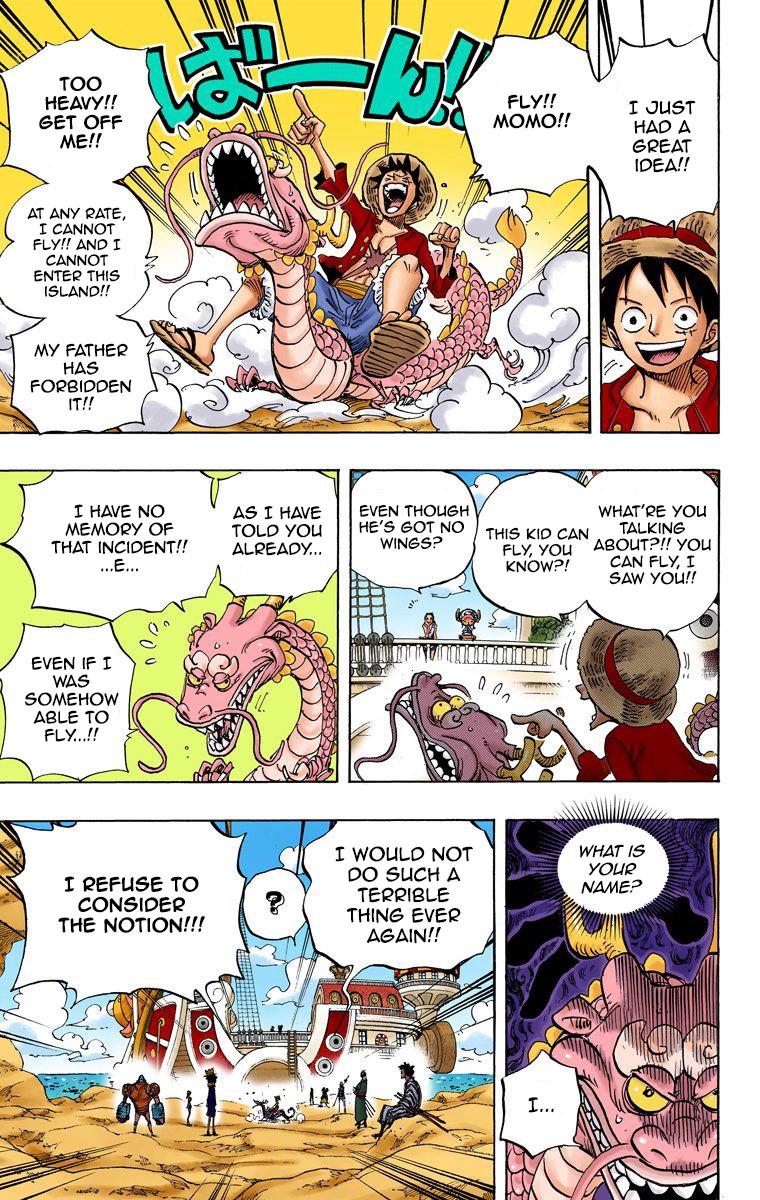 I JUST
HAD A
GREAT
IDEA!!
FLY!!
MOMO!!
ばーん!!
TOO
HEAVY!!
GET OFF
ME!!
AT ANY RATE,
I CANNOT
FLY!! AND I
CANNOT
ENTER THIS
ISLAND!!
MY FATHER
HAS
FORBIDDEN
IT!!
WHAT'RE YOU
TALKING
ABOUT?!! YOU
CAN FLY, I
SAW YOU!!
THIS KID CAN
FLY, YOU
KNOW?!
EVEN THOUGH
HE'S GOT NO
WINGS?
AS I HAVE
TOLD YOU
ALREADY...
I HAVE NO
MEMORY OF
THAT INCIDENT!!
...E...
EVEN IF I
WAS
SOMEHOW
ABLE TO
FLY...!!
WHAT IS
YOUR
NAME?
I...
I WOULD NOT
DO SUCH A
TERRIBLE
THING EVER
AGAIN!!
?
I REFUSE TO
CONSIDER
THE NOTION!!!